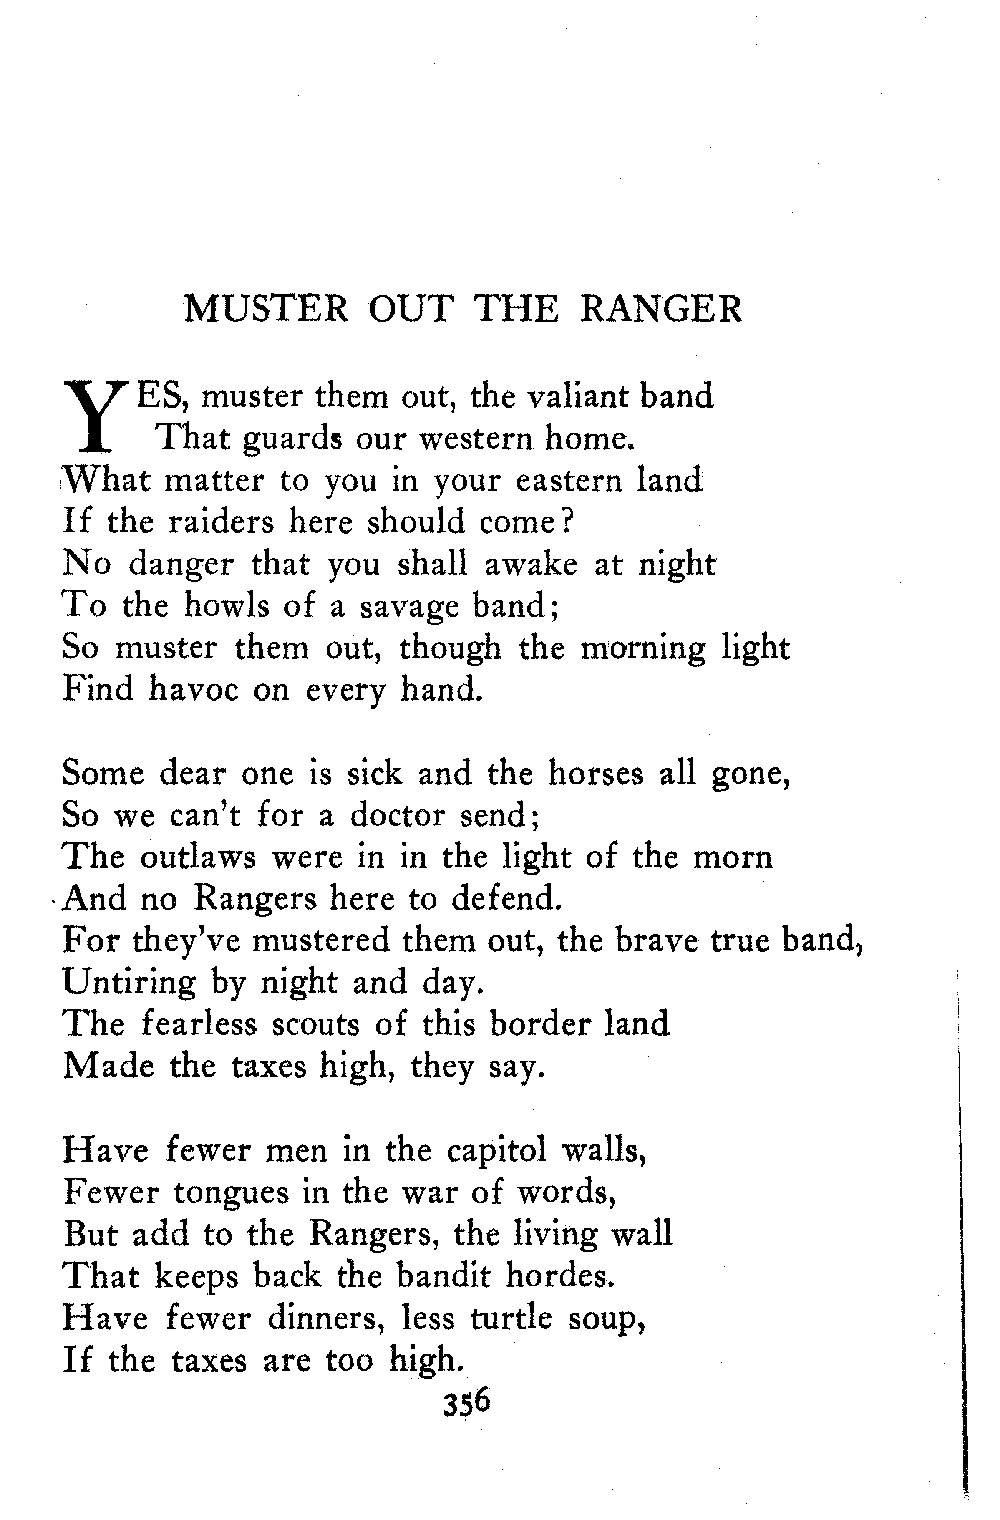 MUSTER OUT THE RANGER
YES, muster them out, the valiant band
That guards our western home.
What matter to you in your eastern land
If the raiders here should come?
No danger that you shall awake at night
To the howls of a savage band;
So muster them out, though the morning light
Find havoc on every hand.
Some dear one is sick and the horses all gone,
So we can't for a doctor send;
The outlaws were in in the light of the morn
And no Rangers here to defend.
For they've mustered them out, the brave true band,
Untiring by night and day.
The fearless scouts of this border land
Made the taxes high, they say.
Have fewer men in the capitol walls,
Fewer tongues in the war of words,
But add to the Rangers, the living wall
That keeps back the bandit hordes.
Have fewer dinners, less turtle soup,
If the taxes are too high.
356